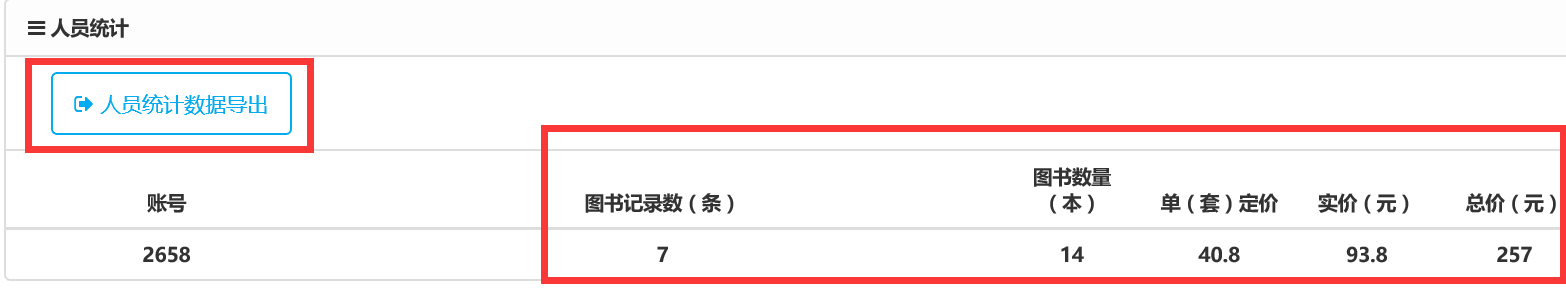 人员统计
人员统计数据导出
账号 图书记录数（条） 图书数量（本） 单（套）定价 实价（元） 总价（元）
2658 7 14 40.8 93.8 257